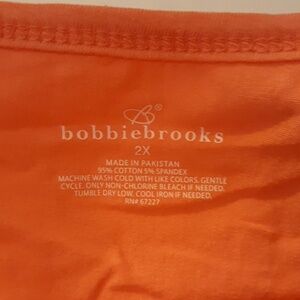 B®
bobbiebrooks
2X
MADE IN PAKISTAN
95% COTTON 5% SPANDEX
MACHINE WASH COLD WITH LIKE COLORS, GENTLE
CYCLE. ONLY NON-CHLORINE BLEACH IF NEEDED.
TUMBLE DRY LOW, COOL IRON IF NEEDED.
RN# 67227